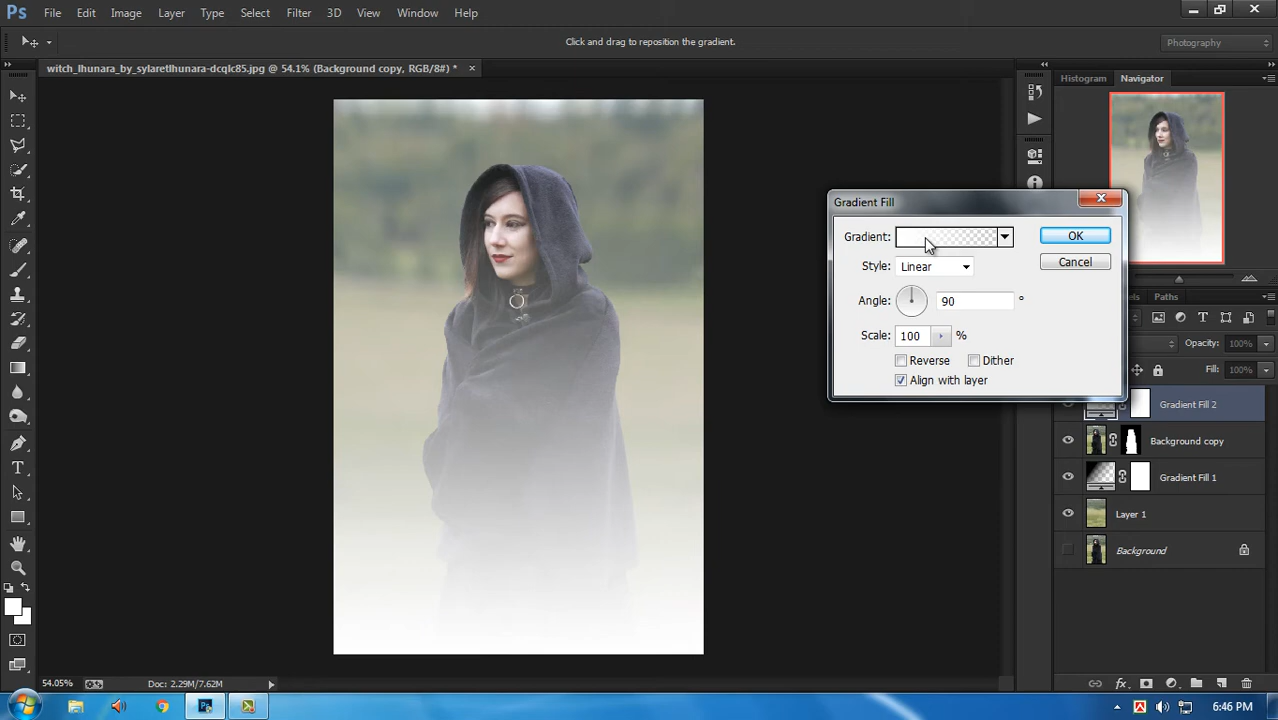 Ps File Edit Image Layer Type Select Filter 3D View Window Help
Click and drag to reposition the gradient.
Photography
witch_lhunara_by_sylaretlhunara-dcqlc85.jpg @ 54.1% (Background copy, RGB/8#) *
Histogram Navigator
Gradient Fill
Gradient:
OK
Style: Linear
Cancel
Angle: 90 °
Paths
Scale: 100 %
Opacity: 100%
Reverse Dither
Fill: 100%
Align with layer
Gradient Fill 2
Background copy
Gradient Fill 1
Layer 1
Background
54.05% Doc: 2.29M/7.62M
fx
6:46 PM